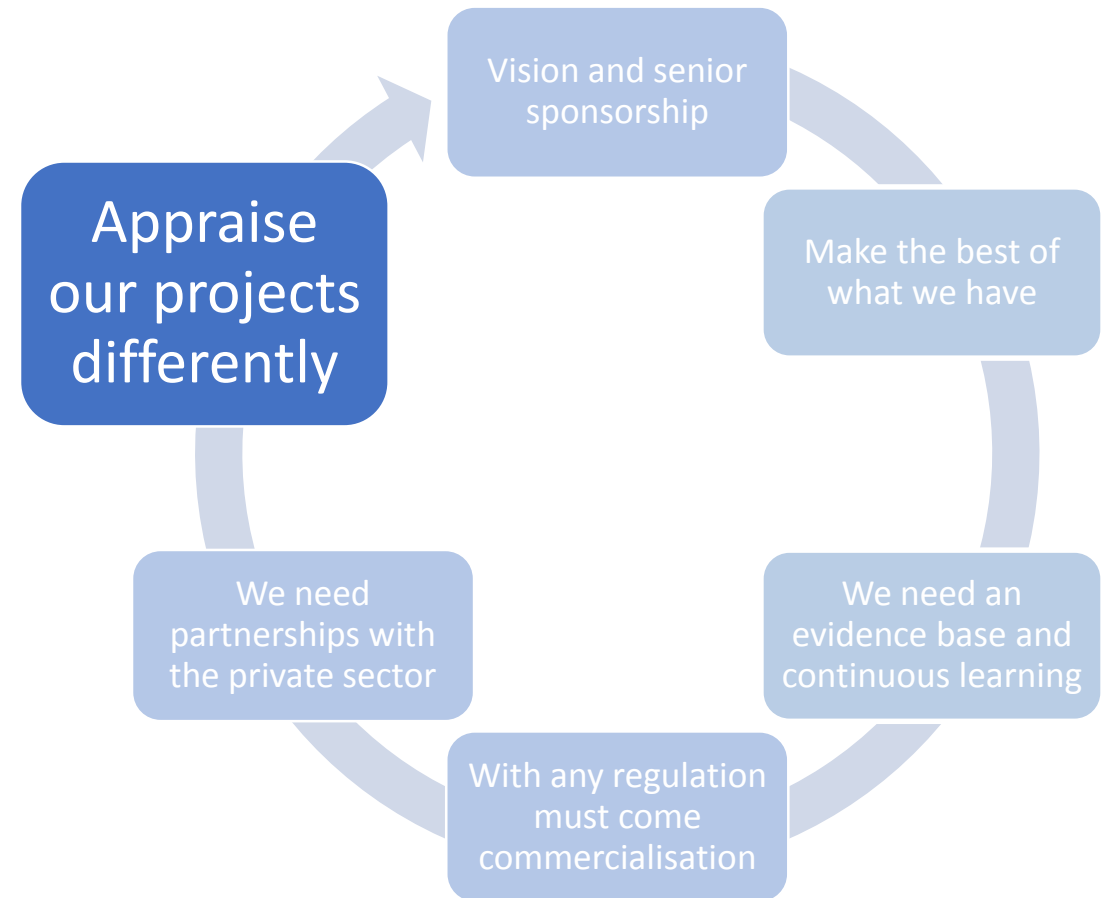 Vision and senior
sponsorship
Make the best of
what we have
We need an
evidence base and
continuous learning
With any regulation
must come
commercialisation
We need
partnerships with
the private sector
Appraise
our projects
differently